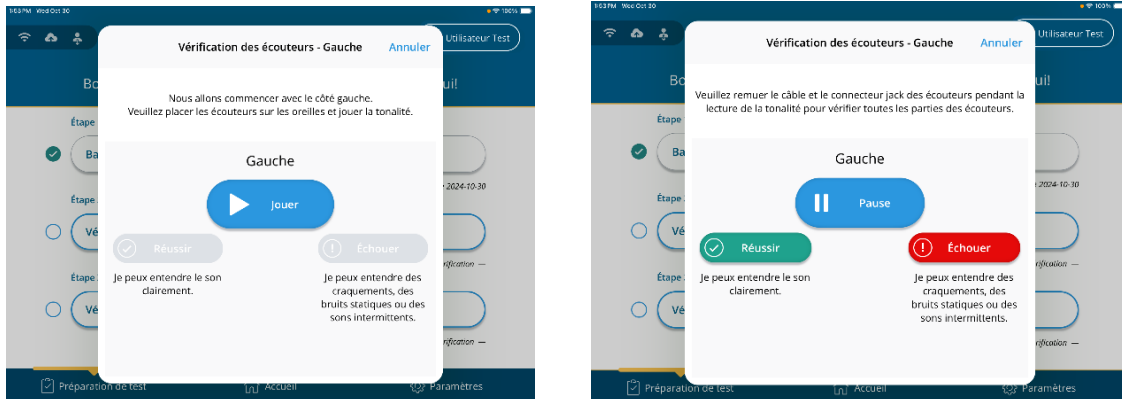 1:53 PM Wed Oct 30
100%
Utilisateur Test
Vérification des écouteurs - Gauche
Annuler
Bo
ui!
Nous allons commencer avec le côté gauche.
Veuillez placer les écouteurs sur les oreilles et jouer la tonalité.
Étape
Ba
Gauche
2024-10-30
Jouer
Étape
Vé
Réussir
Échouer
rification —
Je peux entendre le son
clairement.
Je peux entendre des
craquements, des
bruits statiques ou des
sons intermittents.
Étape
Vé
rification —
Préparation de test
Accueil
Paramètres
1:53 PM Wed Oct 30
100%
Utilisateur Test
Vérification des écouteurs - Gauche
Annuler
Bo
ui!
Veuillez remuer le câble et le connecteur jack des écouteurs pendant la
lecture de la tonalité pour vérifier toutes les parties des écouteurs.
Étape
Ba
Gauche
2024-10-30
Pause
Étape
Vé
Réussir
Échouer
rification —
Je peux entendre le son
clairement.
Je peux entendre des
craquements, des
bruits statiques ou des
sons intermittents.
Étape
Vé
rification —
Préparation de test
Accueil
Paramètres